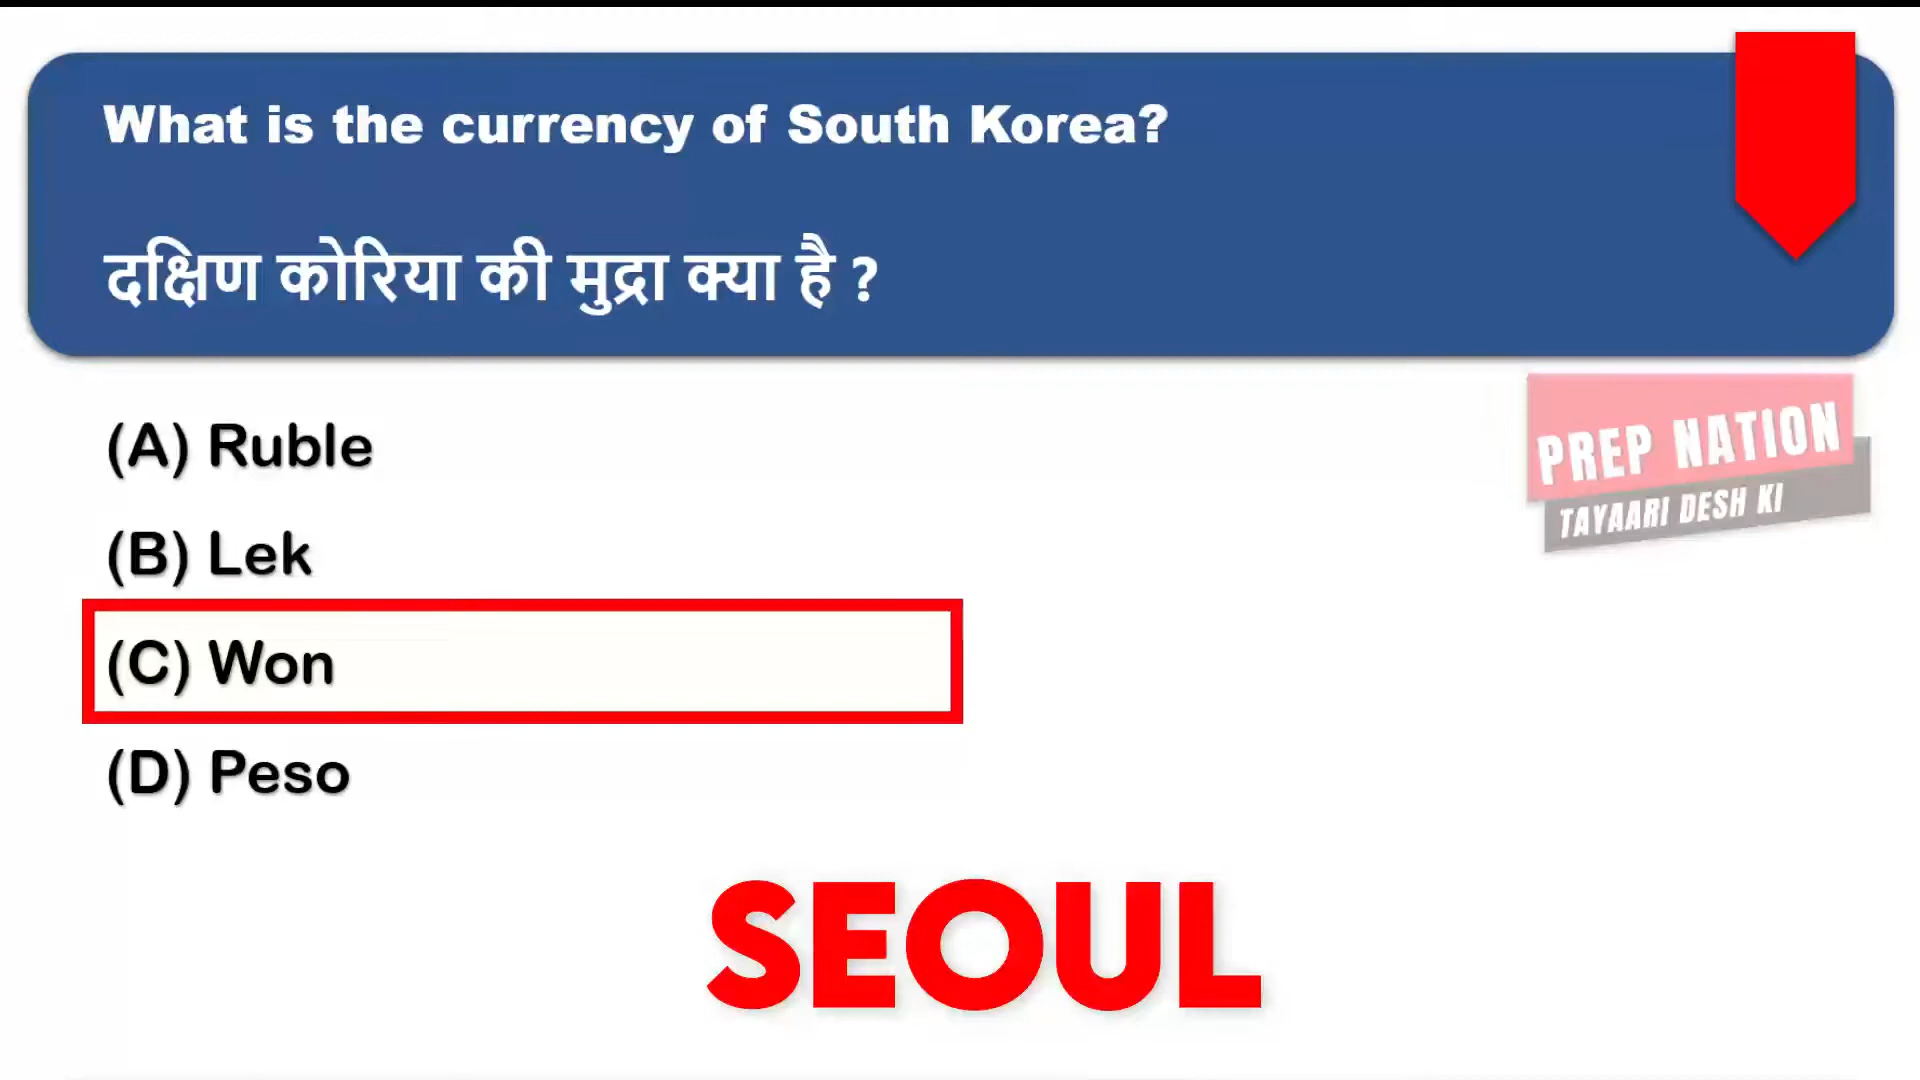 What is the currency of South Korea?
दक्षिण कोरिया की मुद्रा क्या है ?
(A) Ruble
(B) Lek
(C) Won
(D) Peso
PREP NATION
TAYAARI DESH KI
SEOUL